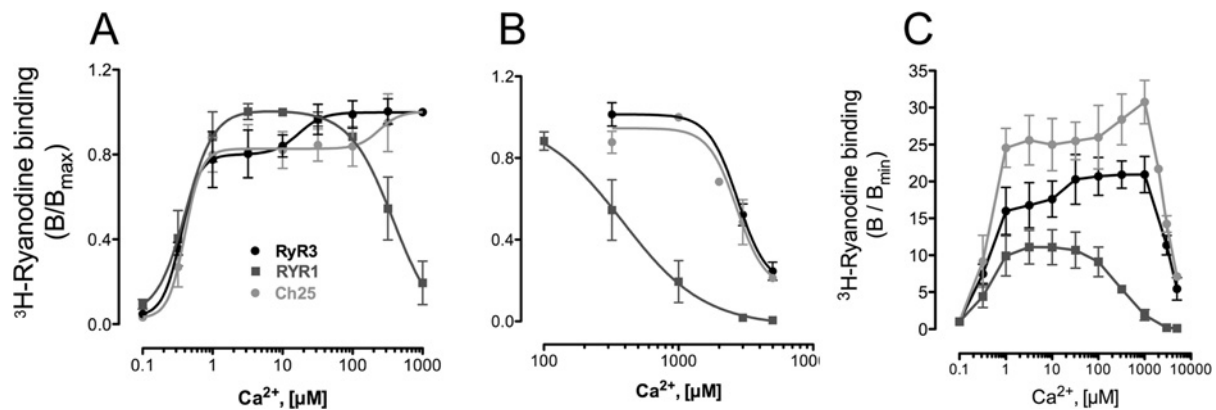 A
B
C
³H-Ryanodine binding
(B/Bmax)
1.2
0.8
0.4
0.0
RyR3
RYR1
Ch25
0.1
1
10
100
1000
Ca²⁺, [µM]
1.2
0.8
0.4
0.0
100
1000
100
Ca²⁺, [µM]
³H-Ryanodine binding
(B / Bmin)
35
30
25
20
15
10
5
0
0.1
1
10
100
1000
10000
Ca²⁺, [µM]